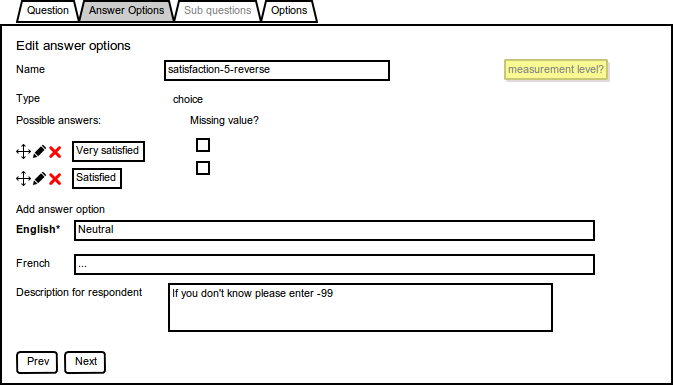 Question Answer Options Sub questions Options
Edit answer options
Name satisfaction-5-reverse measurement level?
Type choice
Possible answers: Missing value?
Very satisfied
Satisfied
Add answer option
English* Neutral
French ...
Description for respondent If you don't know please enter -99
Prev Next